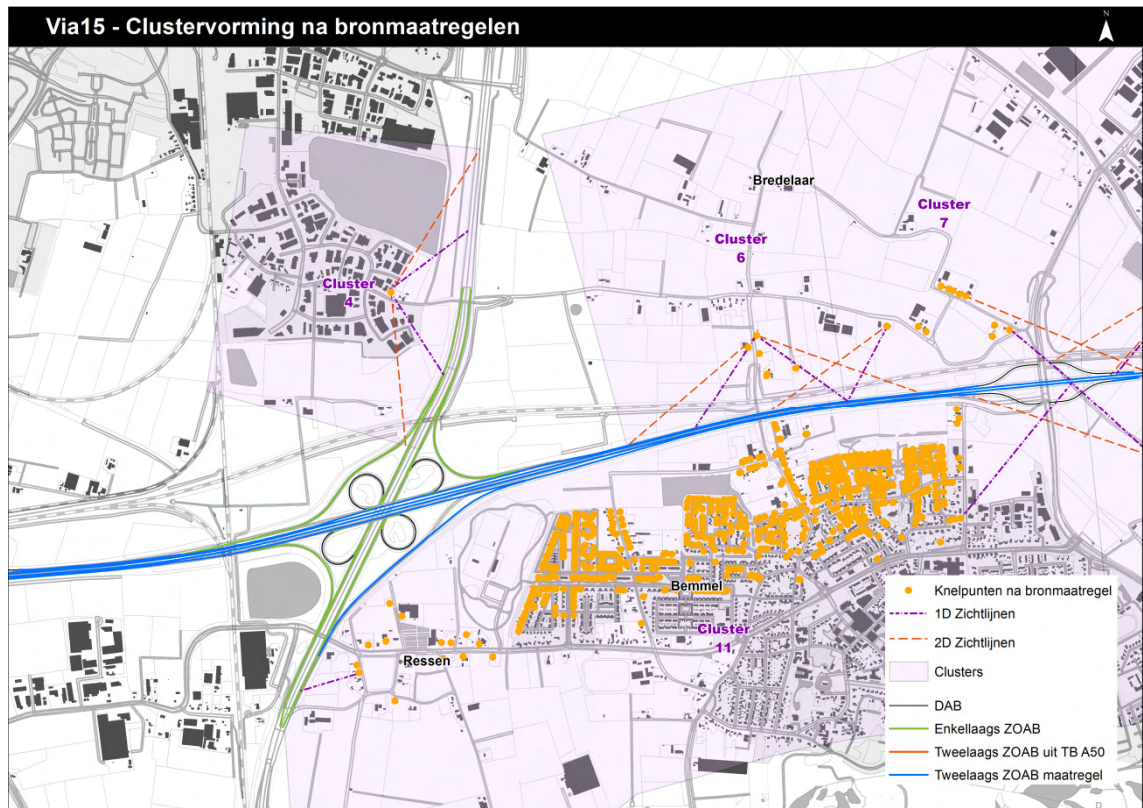 Via15 - Clustervorming na bronmaatregelen
N
Bredelaar
Cluster
7
Cluster
6
Cluster
4
Bemmel
Cluster
11
Ressen
Knelpunten na bronmaatregel
1D Zichtlijnen
2D Zichtlijnen
Clusters
DAB
Enkellaags ZOAB
Tweelaags ZOAB uit TB A50
Tweelaags ZOAB maatregel